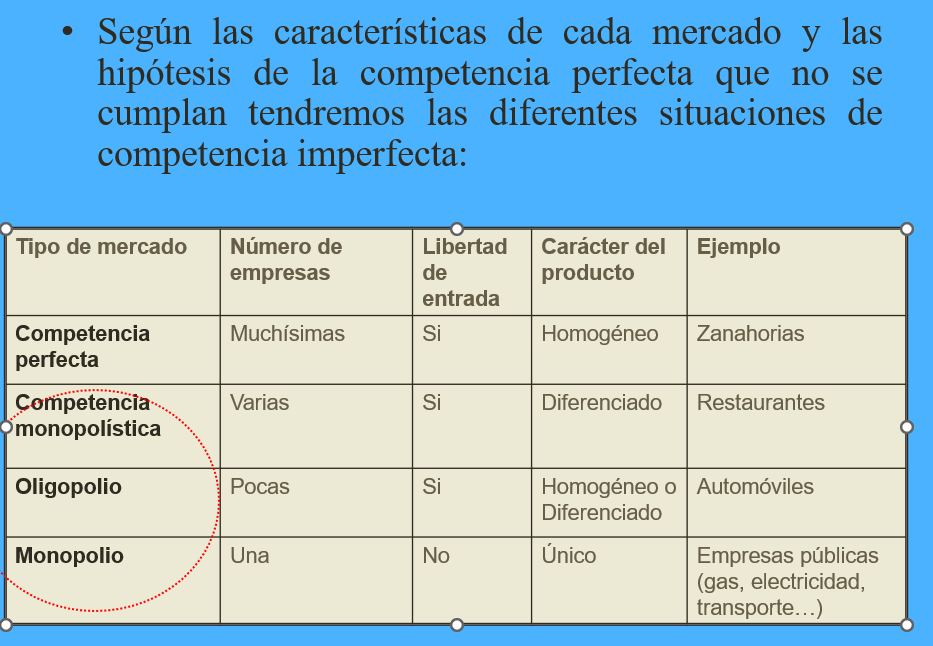 • Según las características de cada mercado y las
hipótesis de la competencia perfecta que no se
cumplan tendremos las diferentes situaciones de
competencia imperfecta:
Tipo de mercado
Número de
empresas
Libertad
de
entrada
Carácter del
producto
Ejemplo
Competencia
perfecta
Muchísimas
Si
Homogéneo
Zanahorias
Competencia
monopolística
Varias
Si
Diferenciado
Restaurantes
Oligopolio
Pocas
Si
Homogéneo o
Diferenciado
Automóviles
Monopolio
Una
No
Único
Empresas públicas
(gas, electricidad,
transporte…)